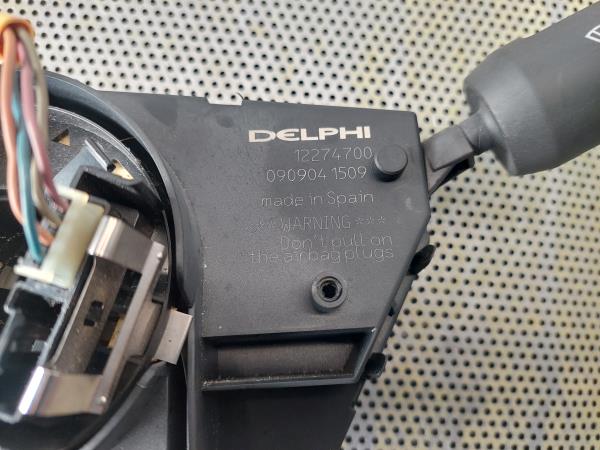 DELPHI
12274700
090904 1509
made in Spain
***WARNING***
Don't pull on
the airbag plugs